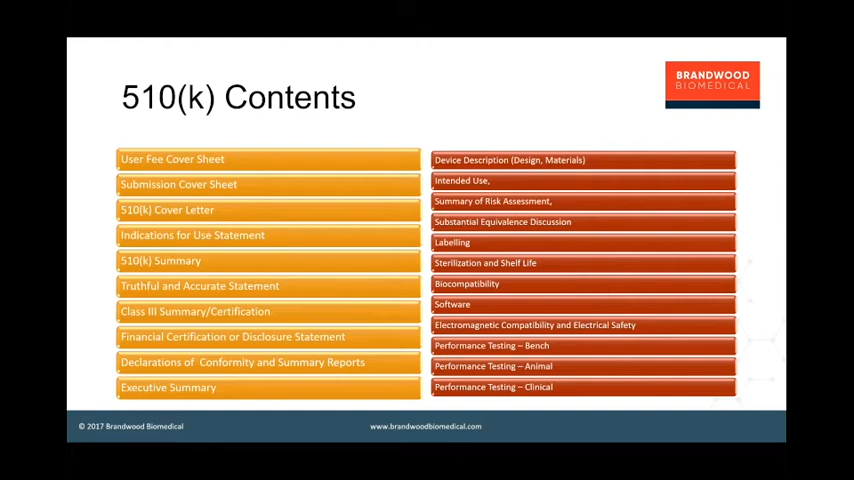 BRANDWOOD
BIOMEDICAL
510(k) Contents
User Fee Cover Sheet
Submission Cover Sheet
510(k) Cover Letter
Indications for Use Statement
510(k) Summary
Truthful and Accurate Statement
Class III Summary/Certification
Financial Certification or Disclosure Statement
Declarations of Conformity and Summary Reports
Executive Summary
Device Description (Design, Materials)
Intended Use,
Summary of Risk Assessment,
Substantial Equivalence Discussion
Labelling
Sterilization and Shelf Life
Biocompatibility
Software
Electromagnetic Compatibility and Electrical Safety
Performance Testing – Bench
Performance Testing – Animal
Performance Testing – Clinical
© 2017 Brandwood Biomedical
www.brandwoodbiomedical.com